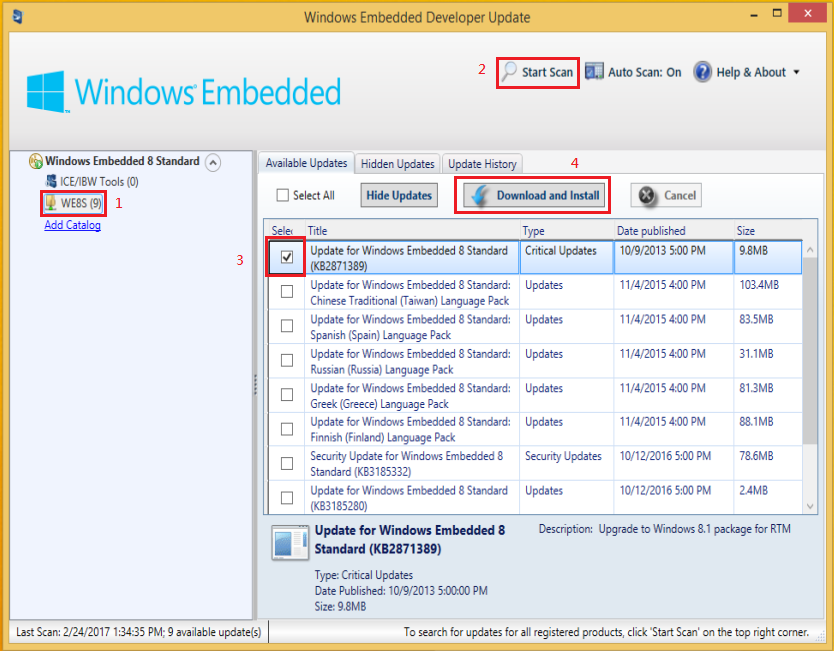 Windows Embedded Developer Update
2 Start Scan Auto Scan: On Help & About
Windows Embedded
Windows Embedded 8 Standard
ICE/IBW Tools (0)
WE8S (9) 1
Add Catalog
Available Updates Hidden Updates Update History
4
Select All Hide Updates Download and Install Cancel
Selec Title Type Date published Size
3
Update for Windows Embedded 8 Standard Critical Updates 10/9/2013 5:00 PM 9.8MB
(KB2871389)
Update for Windows Embedded 8 Standard: Updates 11/4/2015 4:00 PM 103.4MB
Chinese Traditional (Taiwan) Language Pack
Update for Windows Embedded 8 Standard: Updates 11/4/2015 4:00 PM 83.5MB
Spanish (Spain) Language Pack
Update for Windows Embedded 8 Standard: Updates 11/4/2015 4:00 PM 31.1MB
Russian (Russia) Language Pack
Update for Windows Embedded 8 Standard: Updates 11/4/2015 4:00 PM 81.3MB
Greek (Greece) Language Pack
Update for Windows Embedded 8 Standard: Updates 11/4/2015 4:00 PM 88.1MB
Finnish (Finland) Language Pack
Security Update for Windows Embedded 8 Security Updates 10/12/2016 5:00 PM 78.6MB
Standard (KB3185332)
Update for Windows Embedded 8 Standard Updates 10/12/2016 5:00 PM 2.4MB
(KB3185280)
Update for Windows Embedded 8
Standard (KB2871389)
Description: Upgrade to Windows 8.1 package for RTM
Type: Critical Updates
Date Published: 10/9/2013 5:00:00 PM
Size: 9.8MB
Last Scan: 2/24/2017 1:34:35 PM; 9 available update(s) To search for updates for all registered products, click 'Start Scan' on the top right corner.